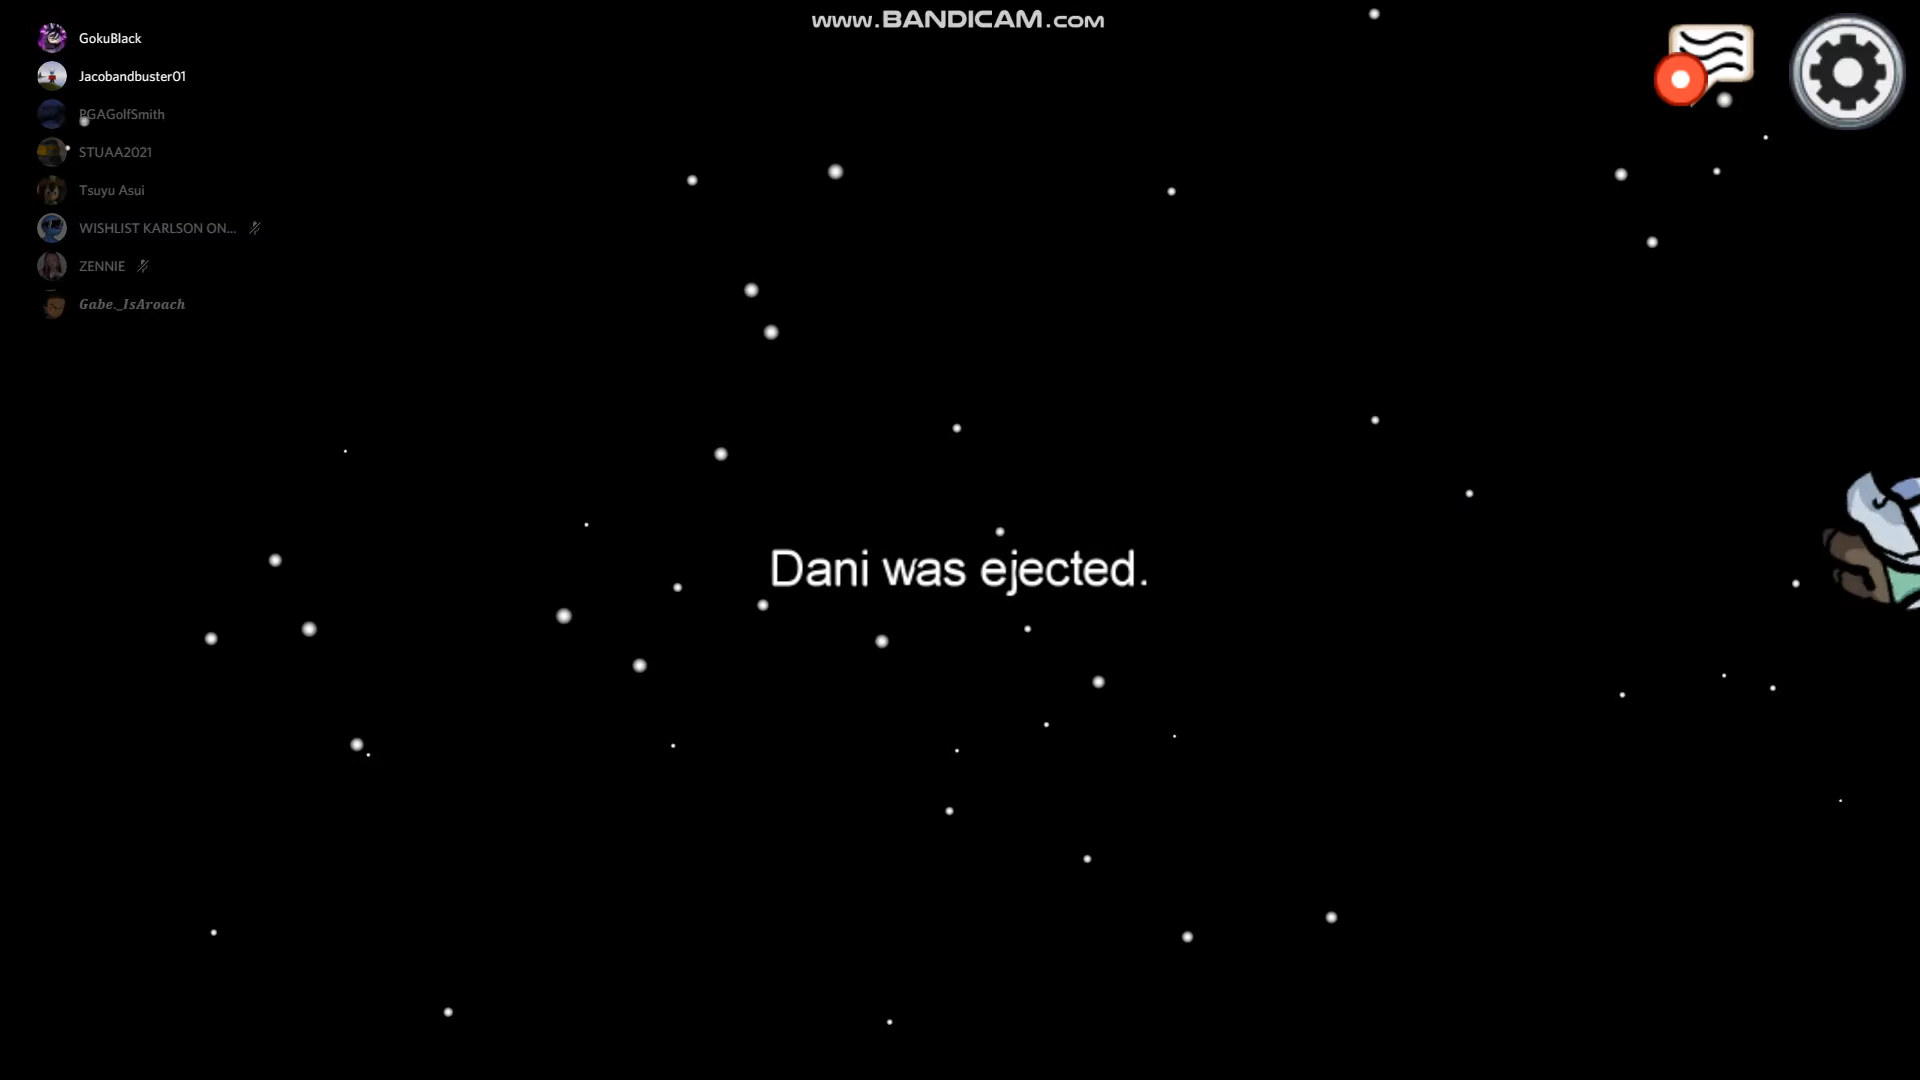 www.BANDICAM.com
GokuBlack
Jacobandbuster01
PGAGolfSmith
STUAA2021
Tsuyu Asui
WISHLIST KARLSON ON...
ZENNIE
Gabe._IsAroach
Dani was ejected.